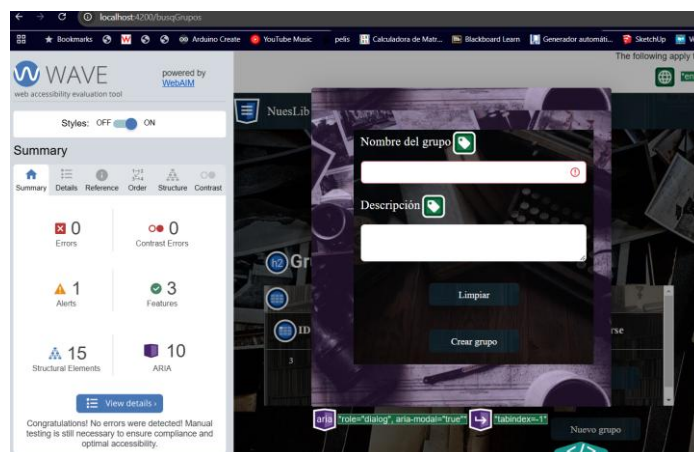 localhost:4200/busqGrupos
Bookmarks Arduino Create YouTube Music pelis Calculadora de Matr... Blackboard Learn Generador automáti... SketchUp
The following apply
WAVE
web accessibility evaluation tool
powered by
WebAIM
"en
Styles: OFF ON
NuesLib
Summary
Nombre del grupo
Summary Details Reference Order Structure Contrast
Descripción
0
Errors
0
Contrast Errors
h2 Gr
1
Alerts
3
Features
Limpiar
ID
rse
15
Structural Elements
10
ARIA
Crear grupo
3
View details ›
aria *role="dialog", aria-modal="true"* *tabindex=-1*
Congratulations! No errors were detected! Manual
testing is still necessary to ensure compliance and
optimal accessibility.
Nuevo grupo